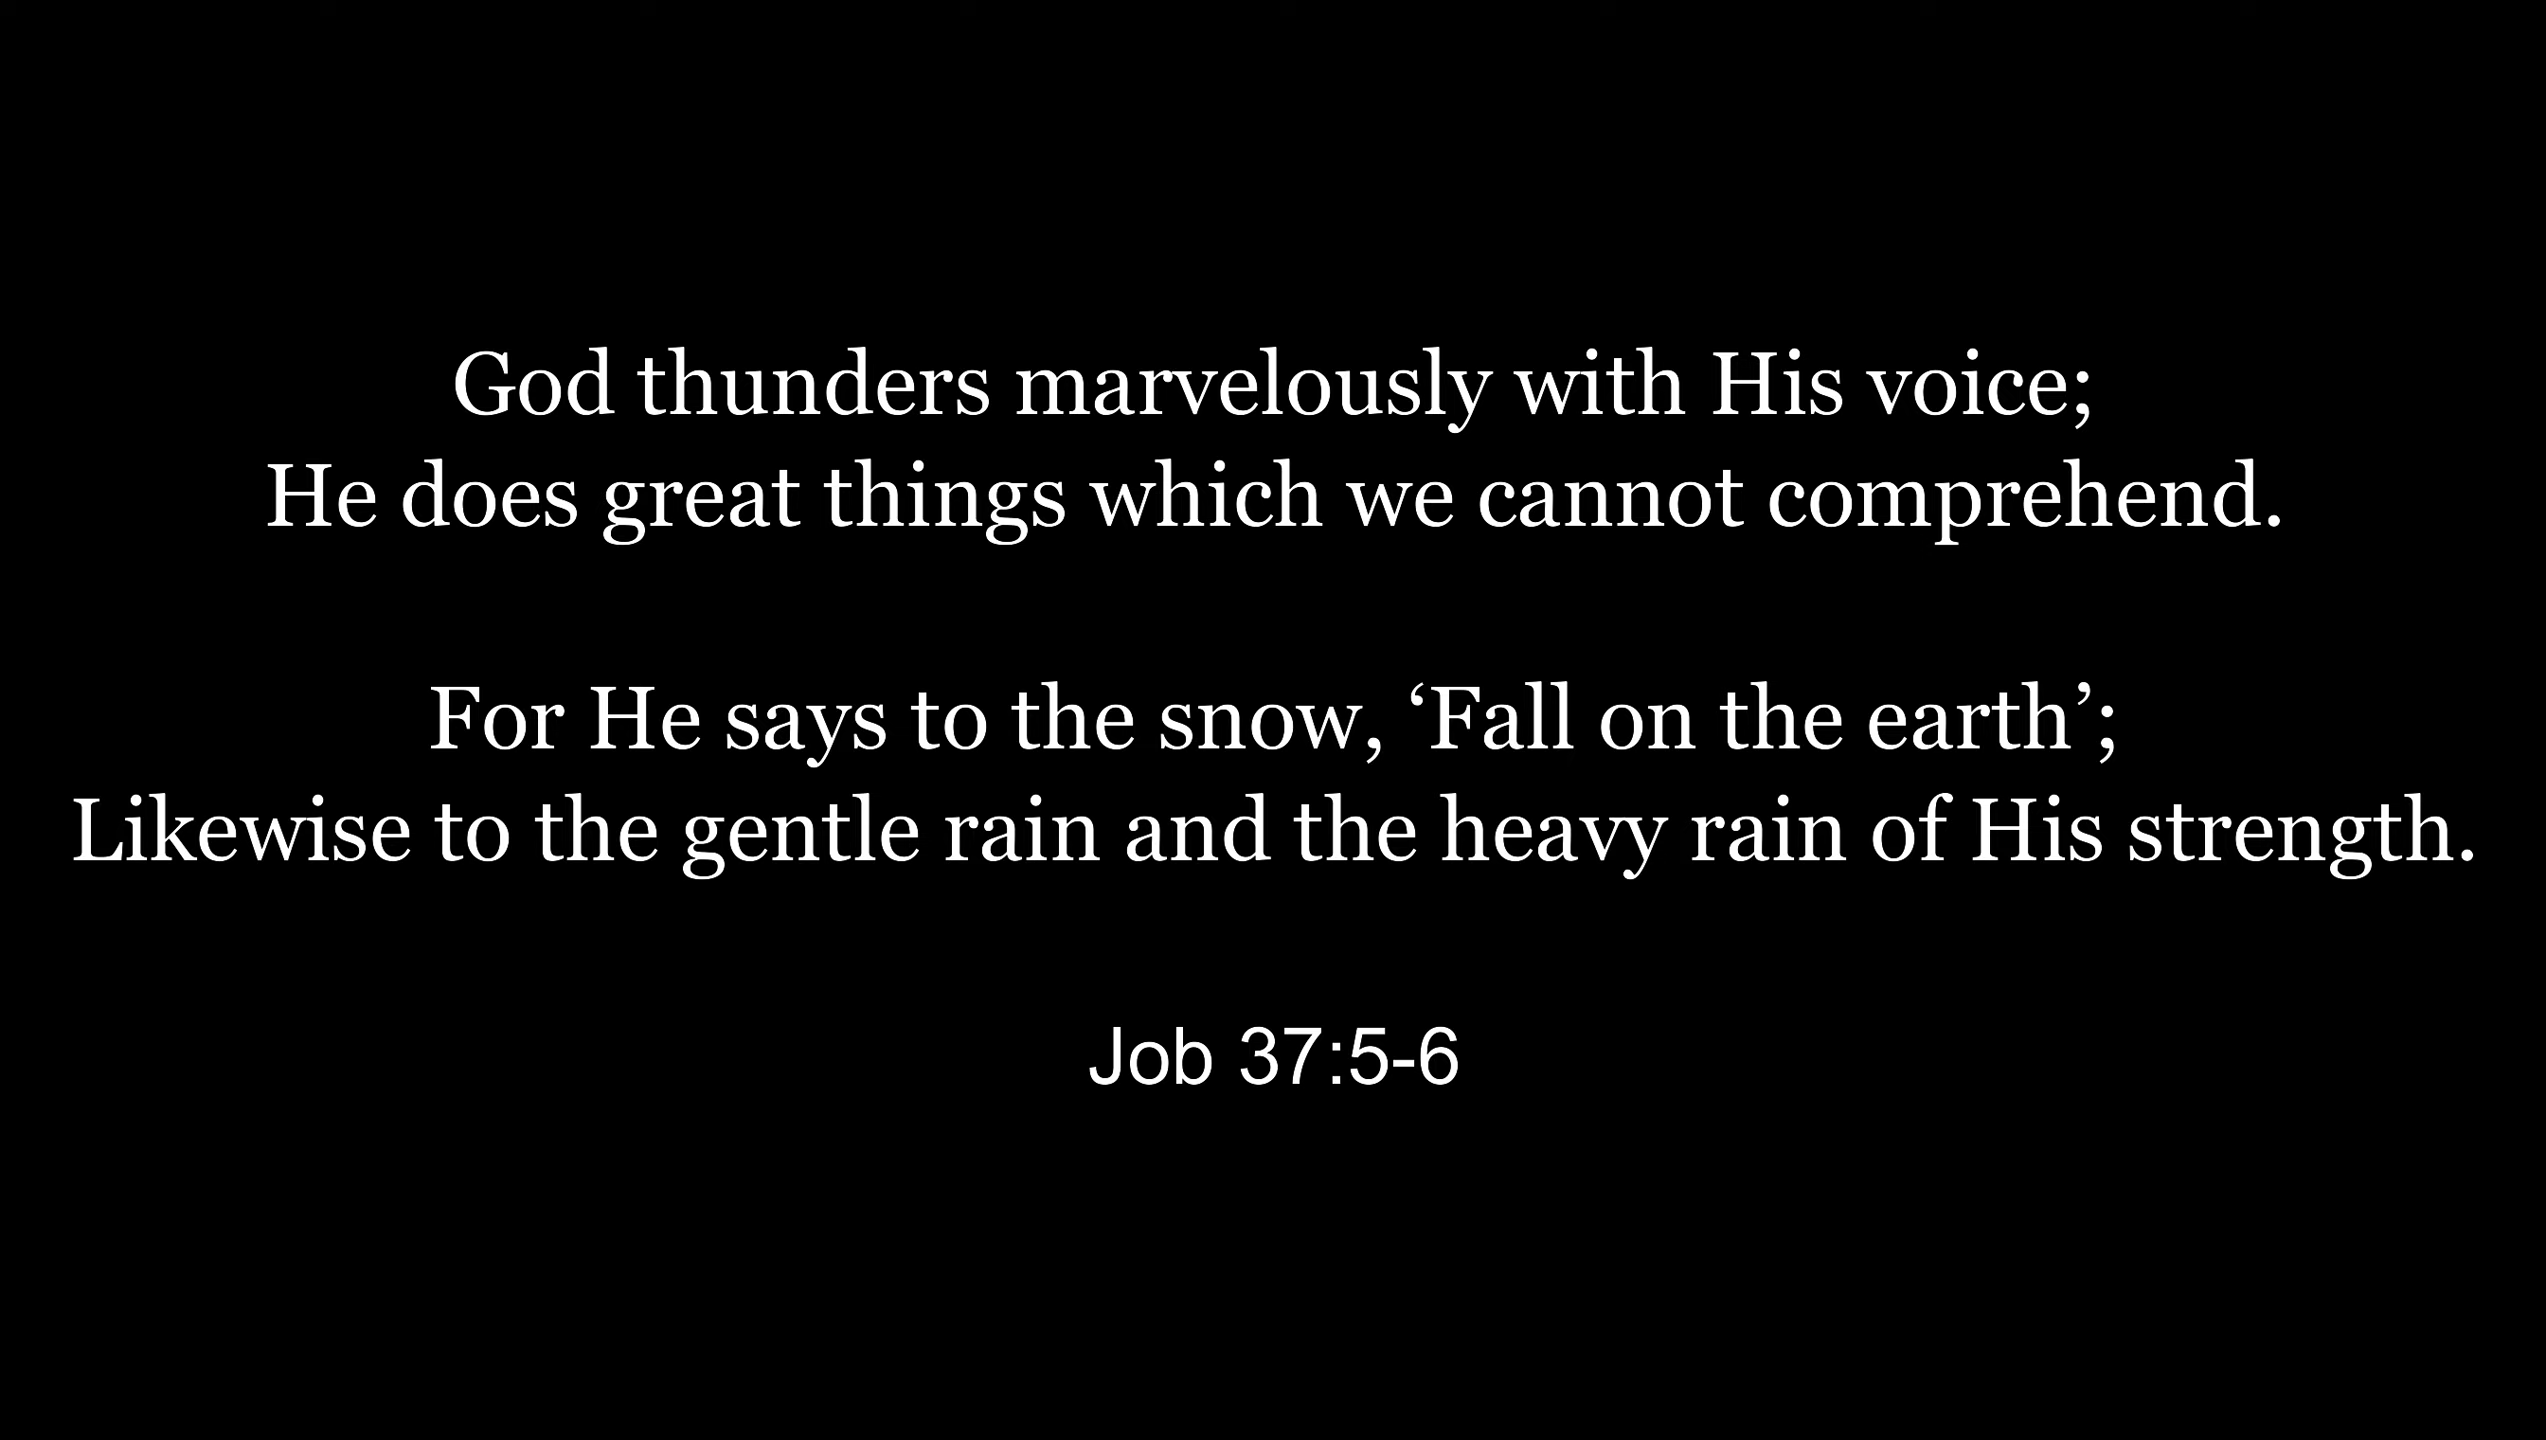 God thunders marvelously with His voice;
He does great things which we cannot comprehend.
For He says to the snow, ‘Fall on the earth’;
Likewise to the gentle rain and the heavy rain of His strength.
Job 37:5-6